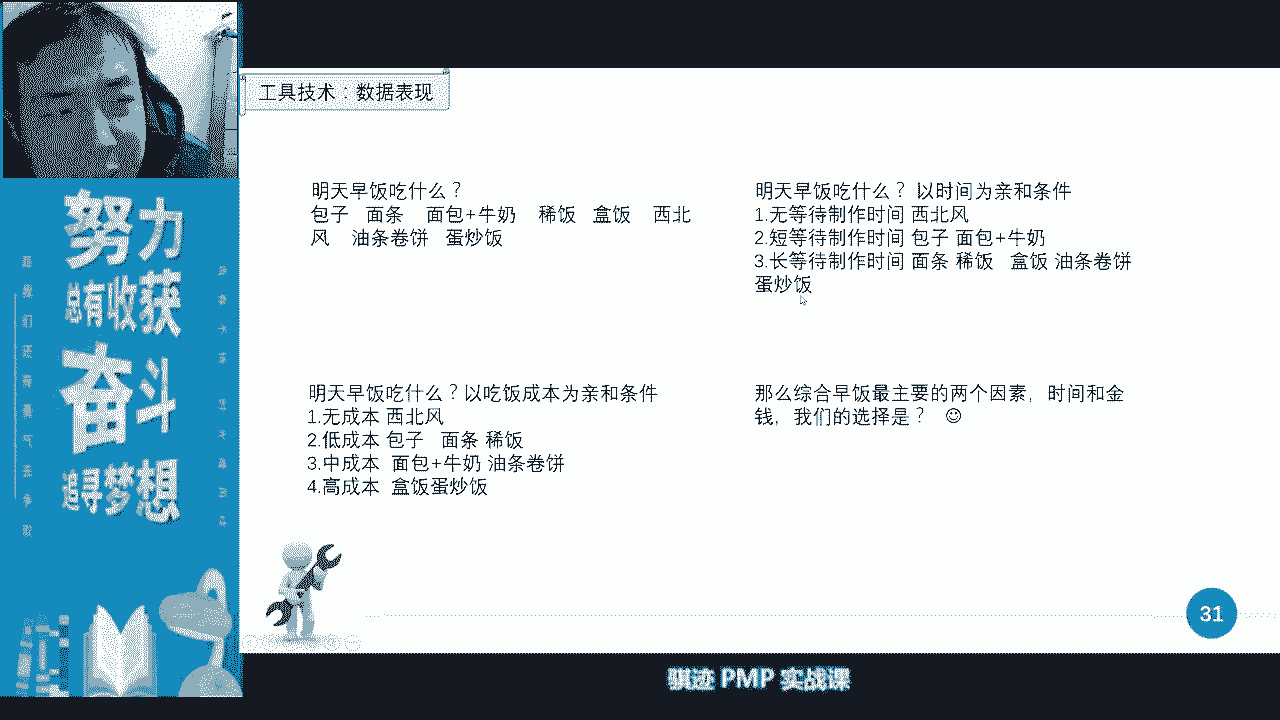 工具技术：数据表现
明天早饭吃什么？
包子 面条 面包+牛奶 稀饭 盒饭 西北
风 油条卷饼 蛋炒饭
明天早饭吃什么？ 以时间为亲和条件
1.无等待制作时间 西北风
2.短等待制作时间 包子 面包+牛奶
3.长等待制作时间 面条 稀饭 盒饭 油条卷饼
蛋炒饭
明天早饭吃什么？以吃饭成本为亲和条件
1.无成本 西北风
2.低成本 包子 面条 稀饭
3.中成本 面包+牛奶 油条卷饼
4.高成本 盒饭蛋炒饭
那么综合早饭最主要的两个因素，时间和金
钱，我们的选择是？ ☺
努力
总有收获
奋斗
追寻梦想
31
骐迹 PMP 实战课